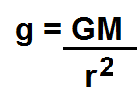 g = GM
r²